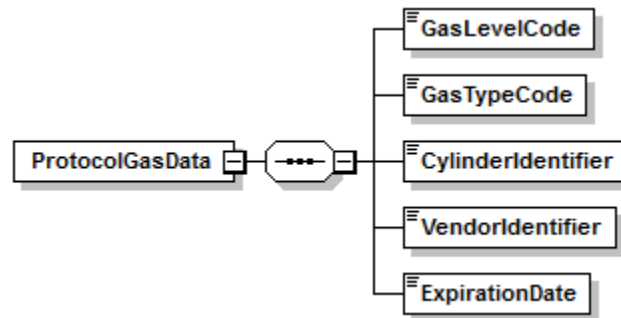 GasLevelCode
GasTypeCode
ProtocolGasData
CylinderIdentifier
VendorIdentifier
ExpirationDate